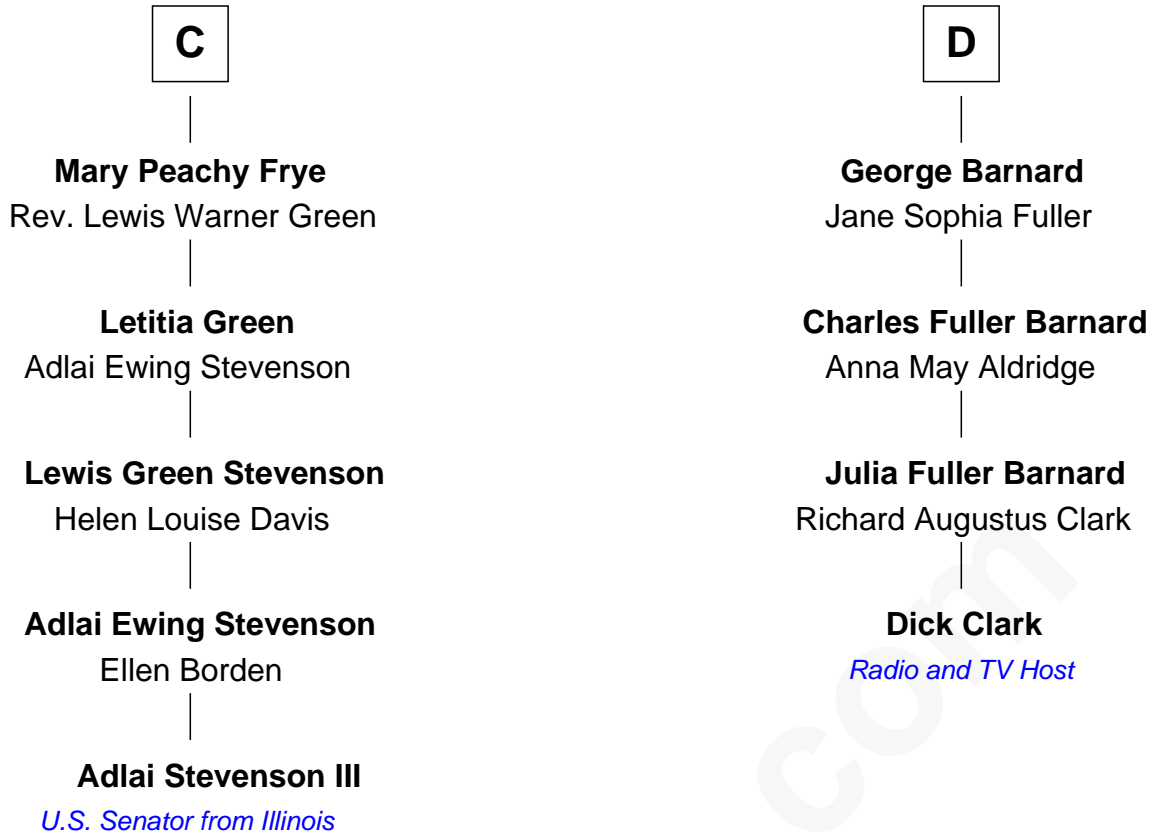 C
Mary Peachy Frye
Rev. Lewis Warner Green
Letitia Green
Adlai Ewing Stevenson
Lewis Green Stevenson
Helen Louise Davis
Adlai Ewing Stevenson
Ellen Borden
Adlai Stevenson III
U.S. Senator from Illinois
D
George Barnard
Jane Sophia Fuller
Charles Fuller Barnard
Anna May Aldridge
Julia Fuller Barnard
Richard Augustus Clark
Dick Clark
Radio and TV Host
com